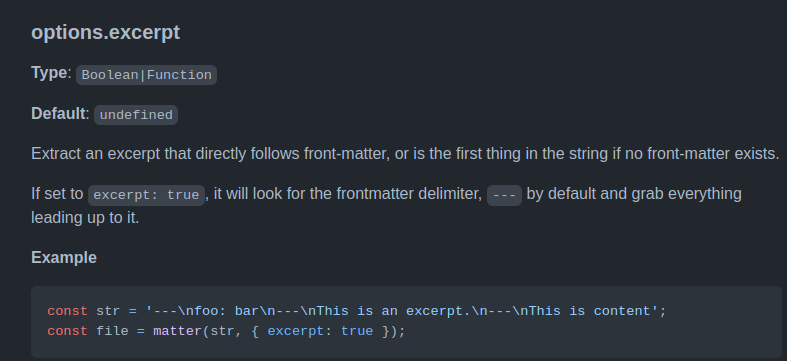 options.excerpt
Type: Boolean|Function
Default: undefined
Extract an excerpt that directly follows front-matter, or is the first thing in the string if no front-matter exists.
If set to excerpt: true, it will look for the frontmatter delimiter, --- by default and grab everything
leading up to it.
Example
const str = '---\nfoo: bar\n---\nThis is an excerpt.\n---\nThis is content';
const file = matter(str, { excerpt: true });